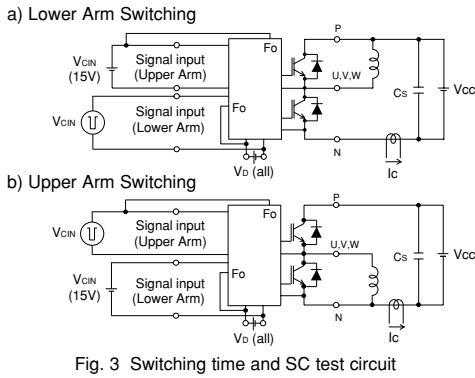 a) Lower Arm Switching
P
Fo
VCIN
(15V)
Signal input
(Upper Arm)
U,V,W
CS
VCC
VCIN
Signal input
(Lower Arm)
Fo
N
VD (all)
IC
b) Upper Arm Switching
P
Fo
VCIN
Signal input
(Upper Arm)
U,V,W
CS
VCC
VCIN
(15V)
Signal input
(Lower Arm)
Fo
N
VD (all)
IC
Fig. 3 Switching time and SC test circuit